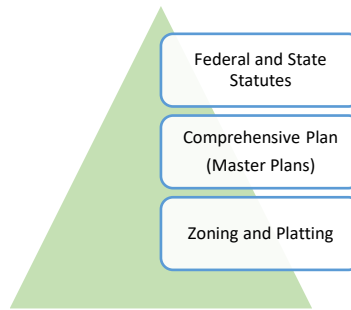 Federal and State
Statutes
Comprehensive Plan
(Master Plans)
Zoning and Platting